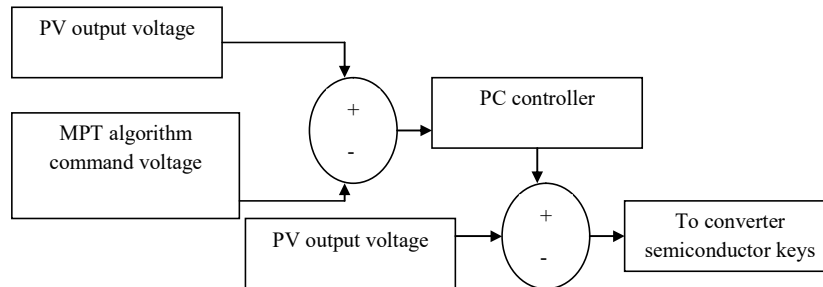 PV output voltage
+
-
PC controller
MPT algorithm
command voltage
PV output voltage
+
-
To converter
semiconductor keys